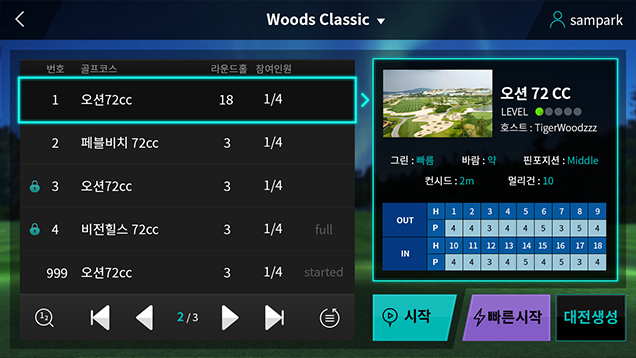 Woods Classic
sampark
번호 골프코스 라운드홀 참여인원
1 오션72cc 18 1/4
2 페블비치 72cc 3 1/4
3 오션72cc 3 1/4
4 비전힐스 72cc 3 1/4 full
999 오션72cc 3 1/4 started
2 / 3
오션 72 CC
LEVEL
호스트 : TigerWoodzzz
그린 : 빠름 바람 : 약 핀포지션 : Middle
컨시드 : 2m 멀리건 : 10
OUT
H 1 2 3 4 5 6 7 8 9
P 4 4 3 4 4 5 3 5 4
IN
H 10 11 12 13 14 15 16 17 18
P 4 3 5 4 4 5 4 3 4
시작
빠른시작
대전생성